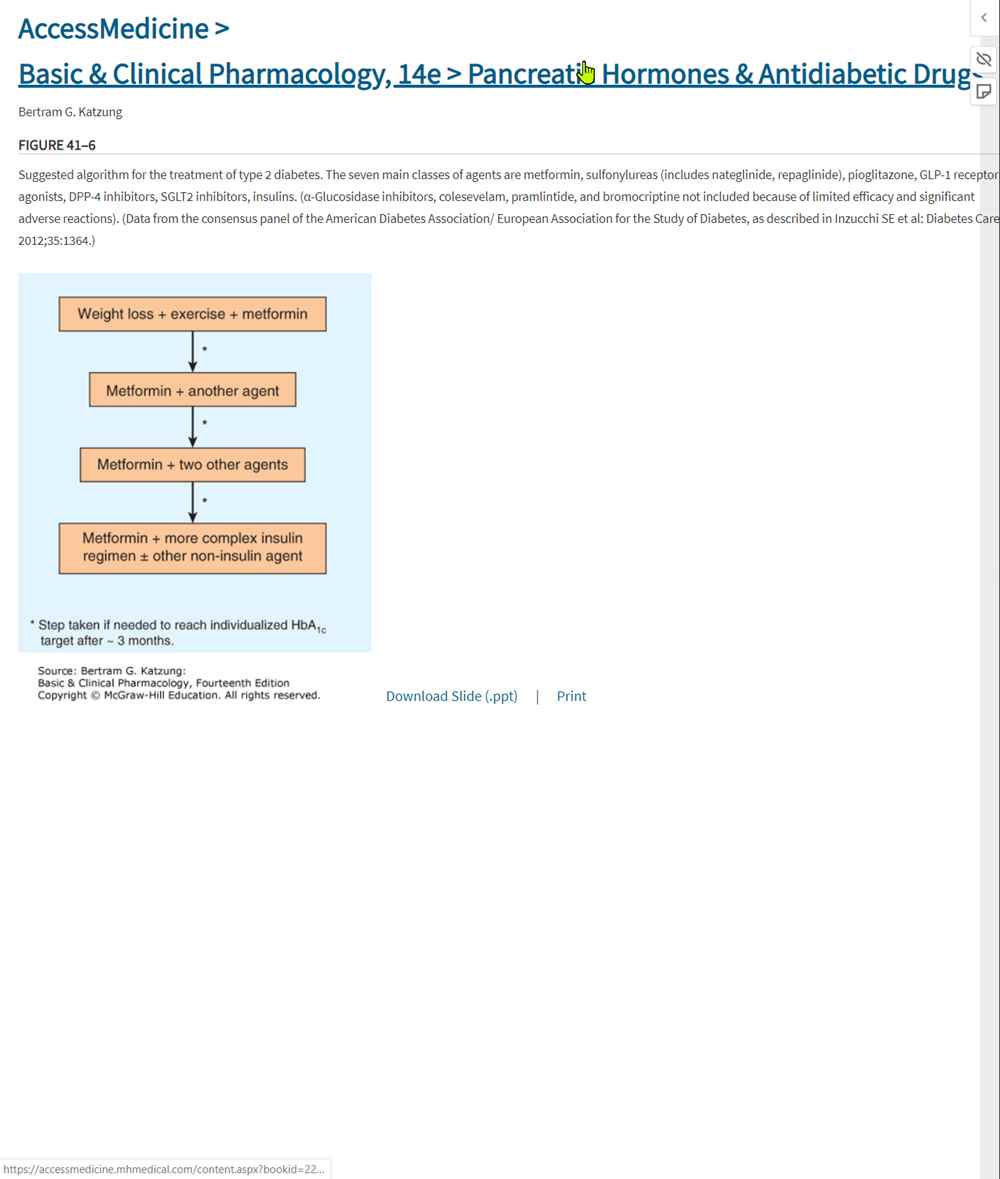 AccessMedicine >
Basic & Clinical Pharmacology, 14e > Pancreatic Hormones & Antidiabetic Drugs
Bertram G. Katzung
FIGURE 41–6
Suggested algorithm for the treatment of type 2 diabetes. The seven main classes of agents are metformin, sulfonylureas (includes nateglinide, repaglinide), pioglitazone, GLP-1 receptor
agonists, DPP-4 inhibitors, SGLT2 inhibitors, insulins. (α-Glucosidase inhibitors, colesevelam, pramlintide, and bromocriptine not included because of limited efficacy and significant
adverse reactions). (Data from the consensus panel of the American Diabetes Association/ European Association for the Study of Diabetes, as described in Inzucchi SE et al: Diabetes Care
2012;35:1364.)
Weight loss + exercise + metformin
*
Metformin + another agent
*
Metformin + two other agents
*
Metformin + more complex insulin
regimen ± other non-insulin agent
* Step taken if needed to reach individualized HbA1c
target after ~ 3 months.
Source: Bertram G. Katzung:
Basic & Clinical Pharmacology, Fourteenth Edition
Copyright © McGraw-Hill Education. All rights reserved.
Download Slide (.ppt) | Print
https://accessmedicine.mhmedical.com/content.aspx?bookid=22...